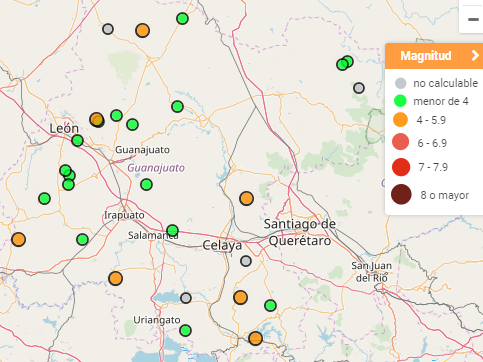 Magnitud
no calculable
menor de 4
4 - 5.9
6 - 6.9
7 - 7.9
8 o mayor
León
Guanajuato
Guanajuato
Irapuato
Salamanca
Celaya
Santiago de
Querétaro
San Juan
del Río
Uriangato